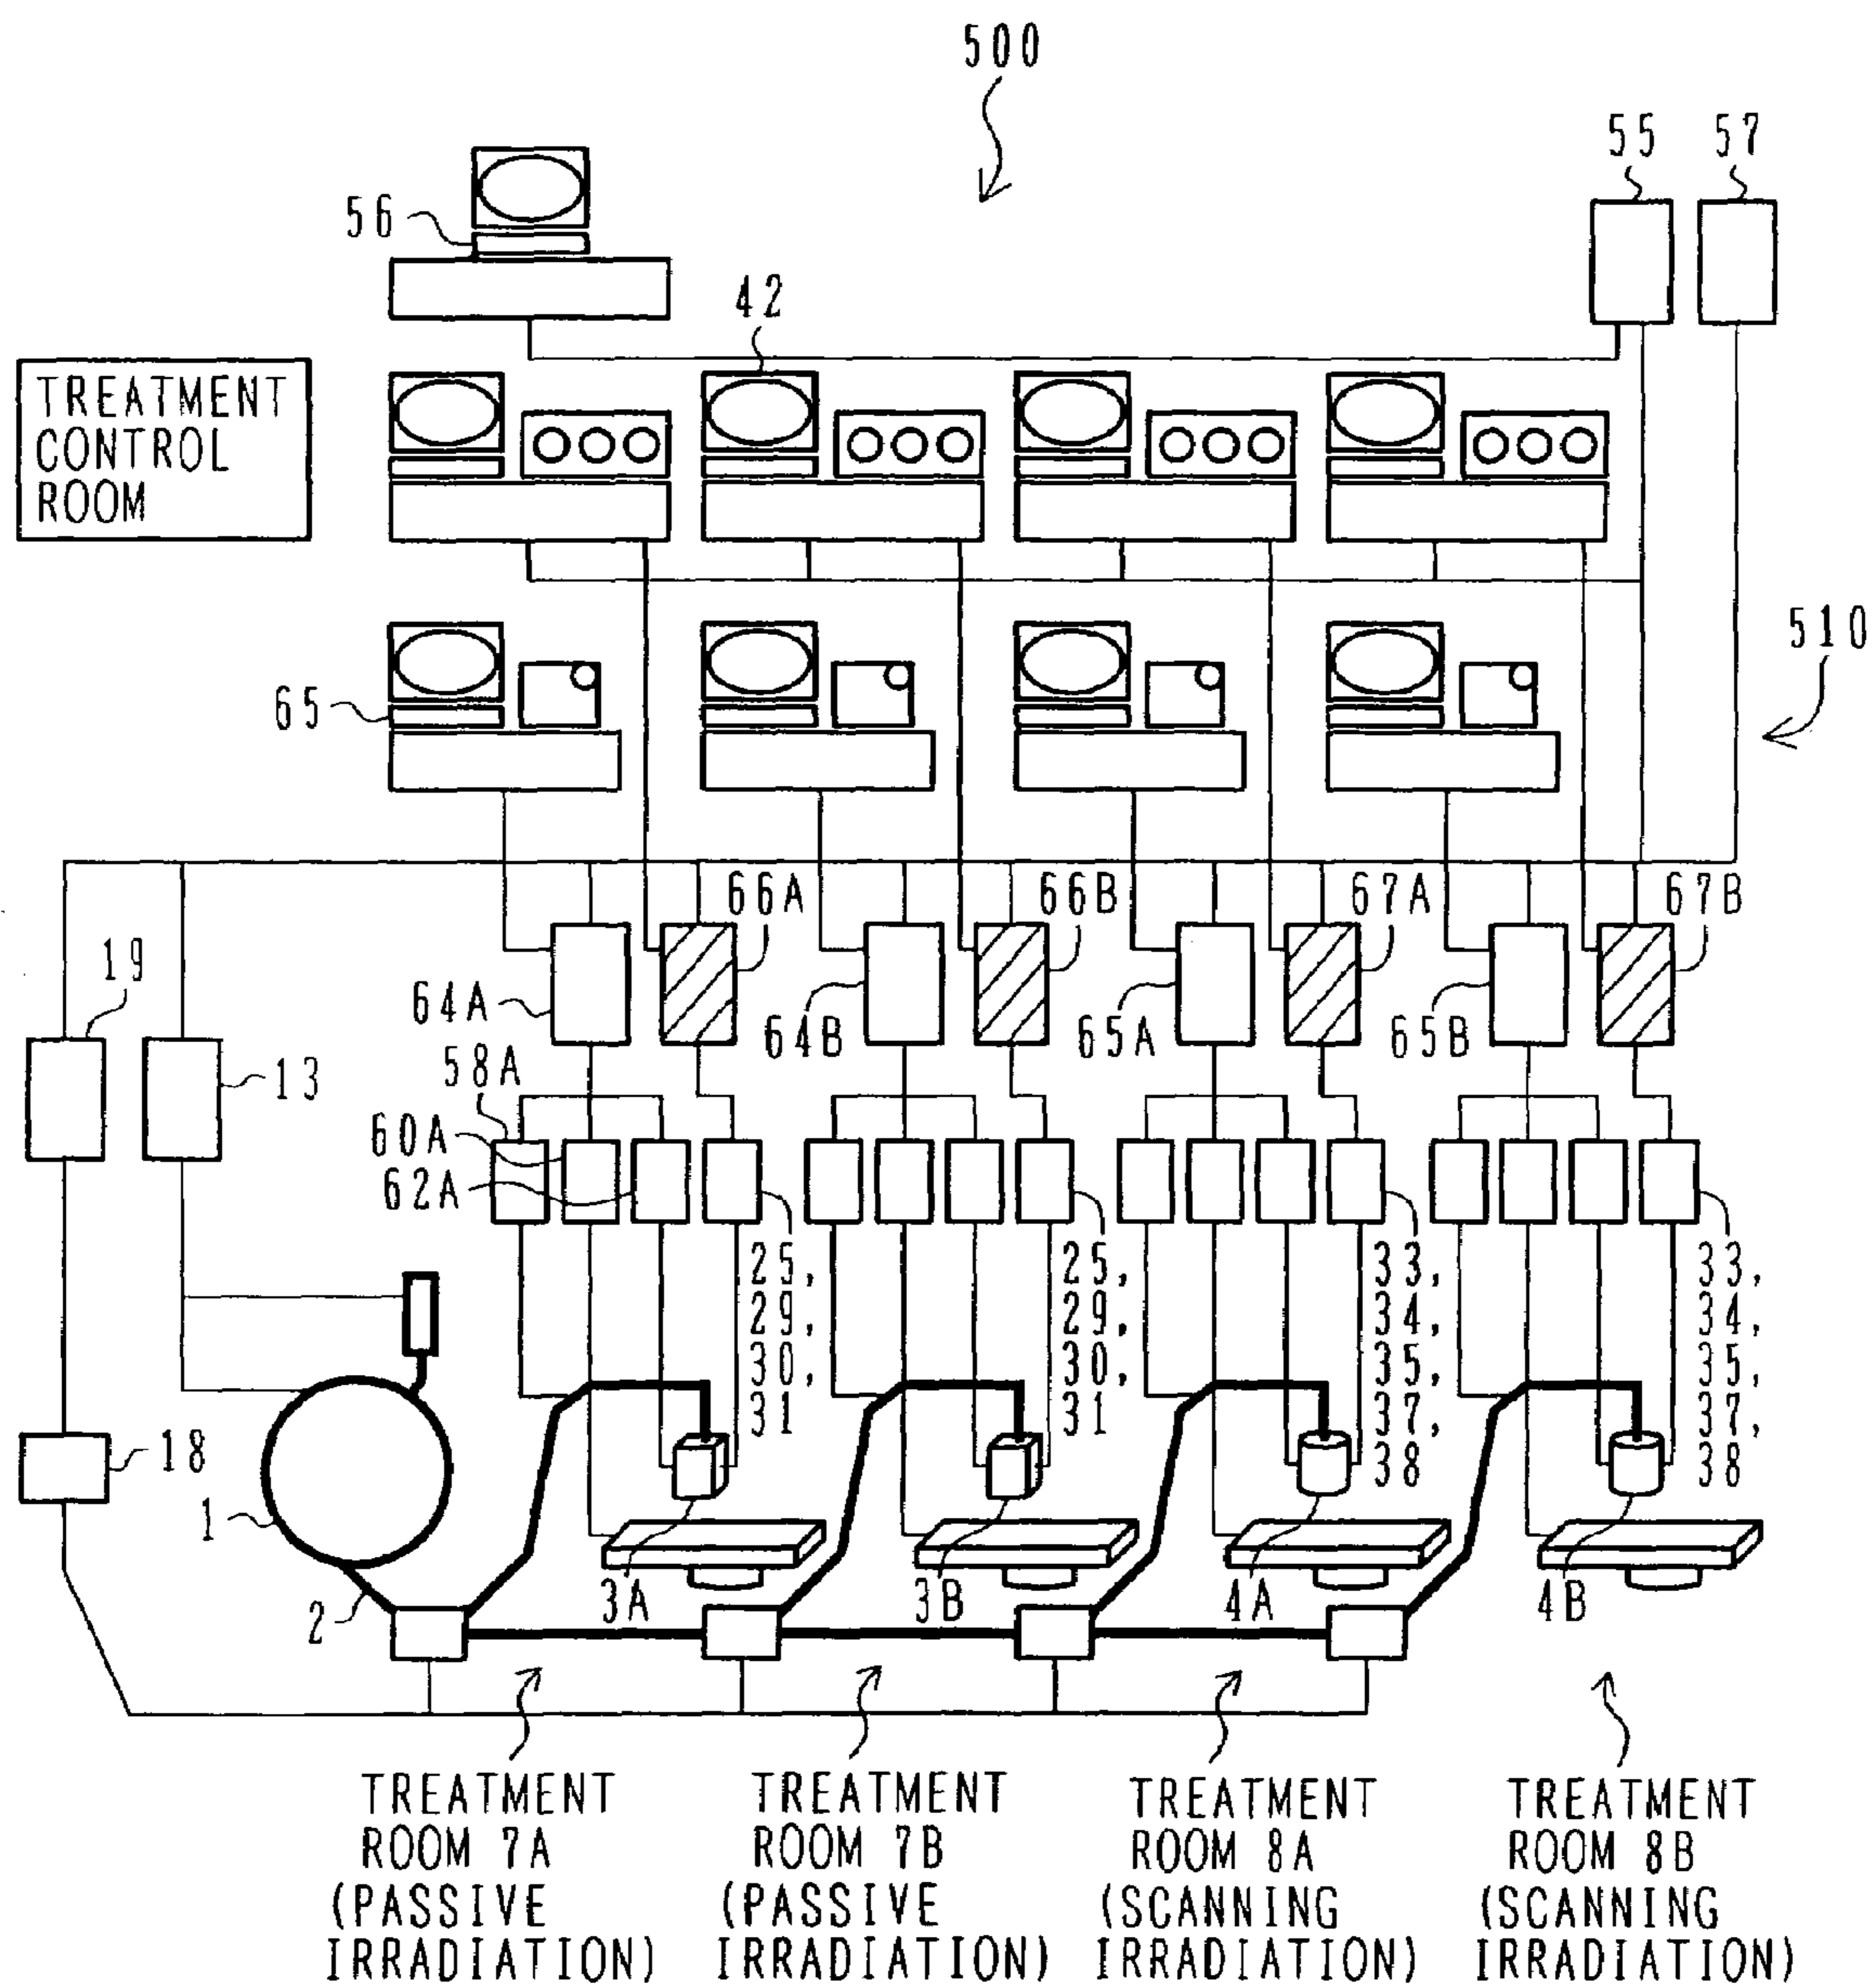 500
55
57
56
42
TREATMENT
CONTROL
ROOM
510
65
66A
66B
67A
67B
19
64A
64B
65A
65B
13
58A
60A
62A
25,
29,
30,
31
25,
29,
30,
31
33,
34,
35,
37,
38
33,
34,
35,
37,
38
18
1
2
3A
3B
4A
4B
TREATMENT
ROOM 7A
(PASSIVE
IRRADIATION)
TREATMENT
ROOM 7B
(PASSIVE
IRRADIATION)
TREATMENT
ROOM 8A
(SCANNING
IRRADIATION)
TREATMENT
ROOM 8B
(SCANNING
IRRADIATION)